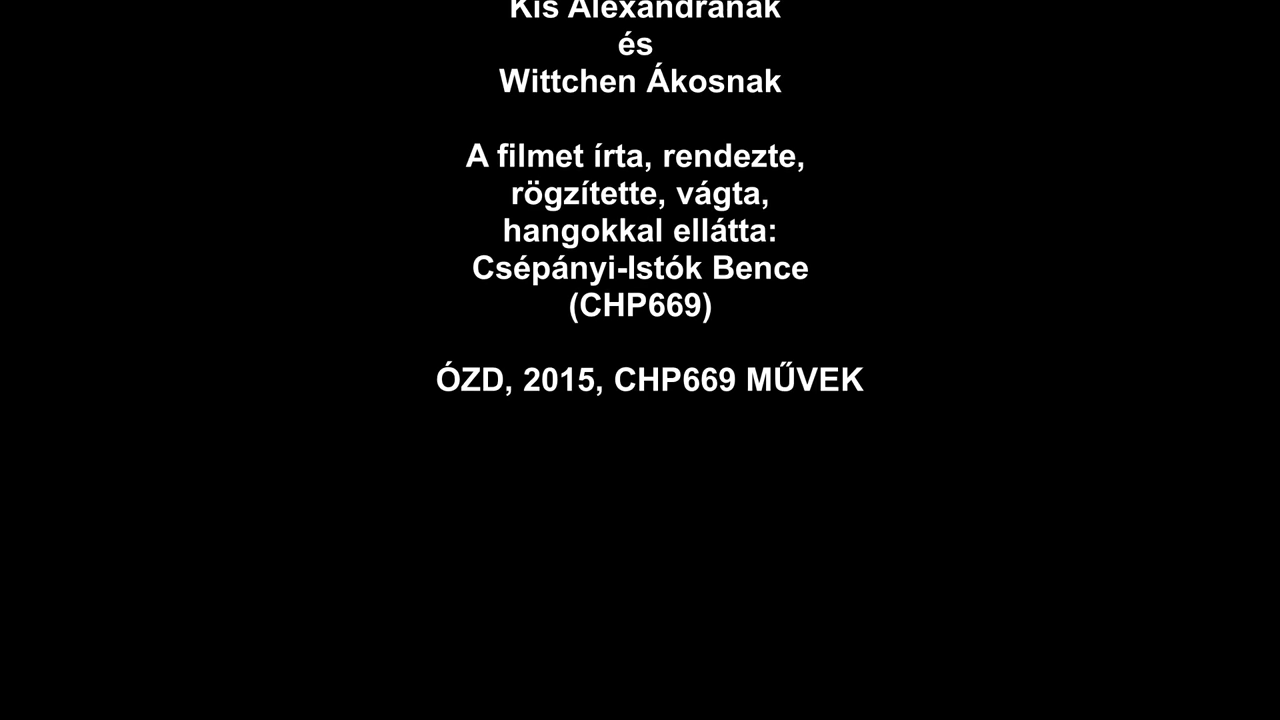 Kis Alexandrának
és
Wittchen Ákosnak
A filmet írta, rendezte,
rögzítette, vágta,
hangokkal ellátta:
Csépányi-Istók Bence
(CHP669)
ÓZD, 2015, CHP669 MŰVEK